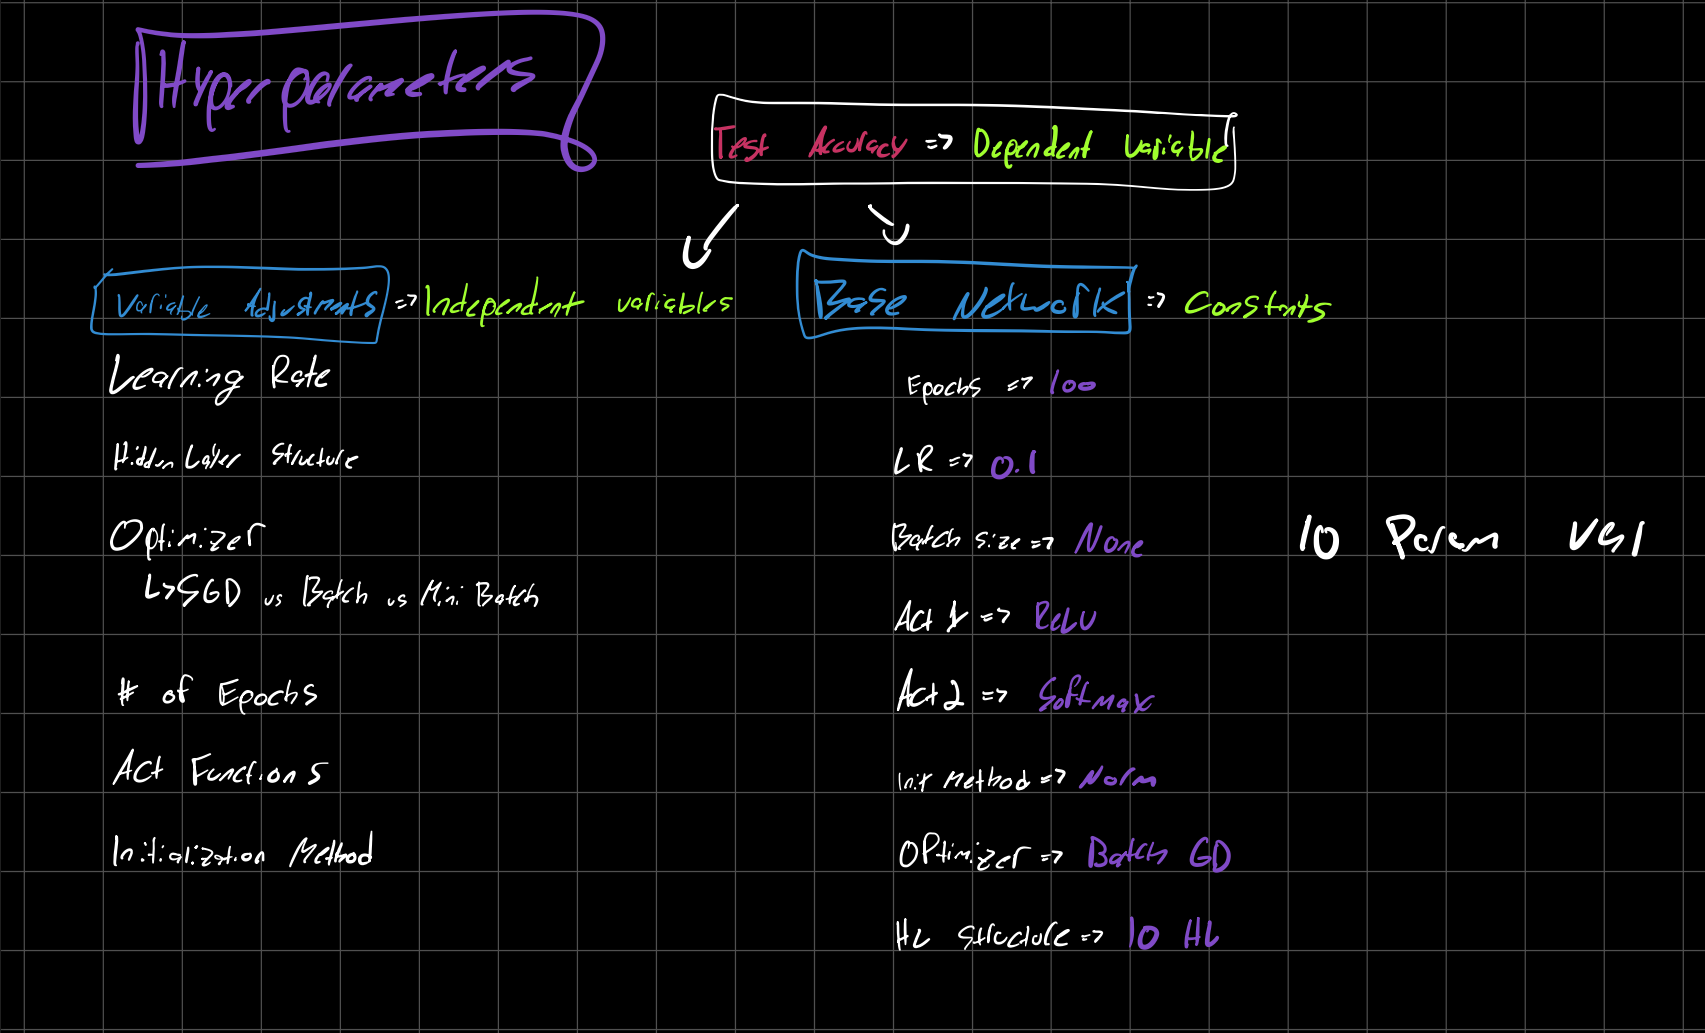 Hyperparameters
Test Accuracy => Dependent Variable
Variable Adjustments => Independent variables
Learning Rate
Hidden Layer Structure
Optimizer
↳ SGD vs Batch vs Mini Batch
# of Epochs
Act Functions
Initialization Method
Base Network => Constnts
Epochs => 100
LR => 0.1
Batch size => None
Act 1 => ReLU
Act 2 => Softmax
Init Method => Norm
Optimizer => Batch GD
HL Structure => 10 HL
10 Param